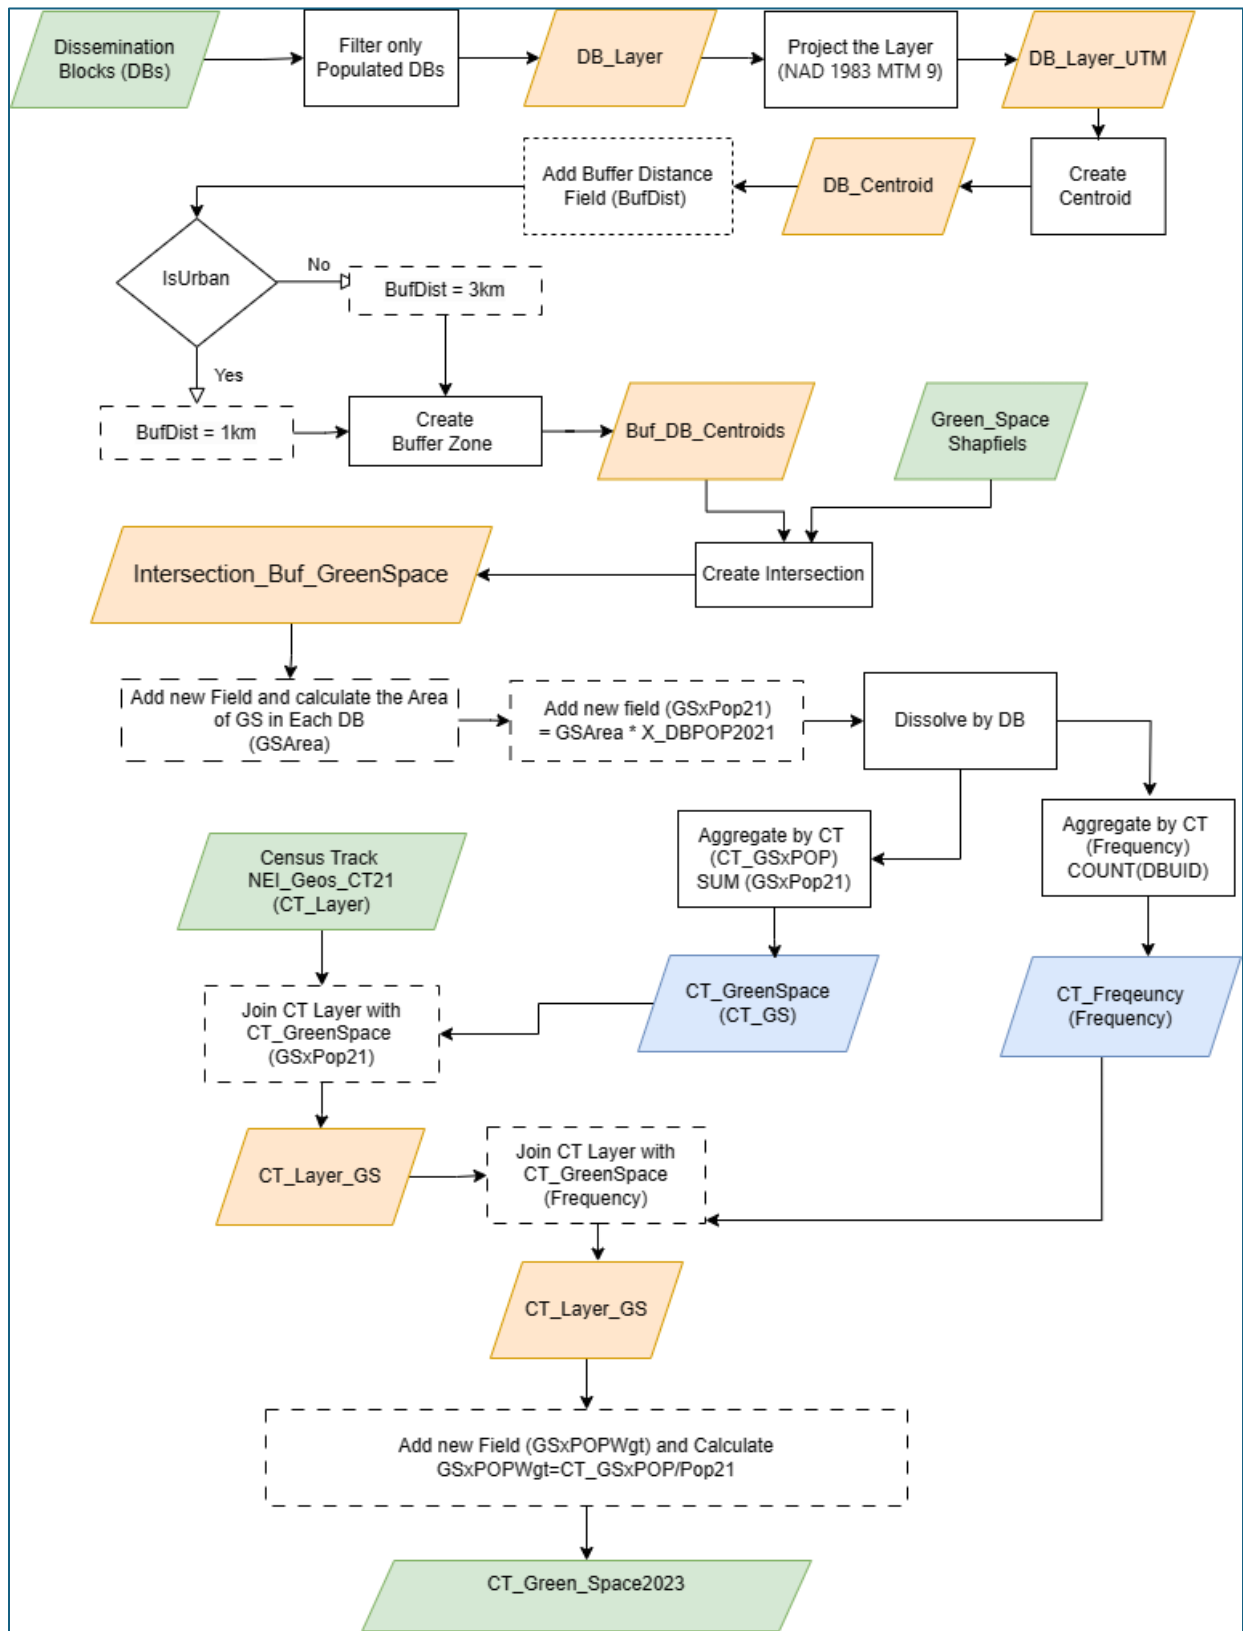 Dissemination
Blocks (DBs)
Filter only
Populated DBs
DB_Layer
Project the Layer
(NAD 1983 MTM 9)
DB_Layer_UTM
Create
Centroid
DB_Centroid
Add Buffer Distance
Field (BufDist)
IsUrban
No
BufDist = 3km
Yes
BufDist = 1km
Create
Buffer Zone
Buf_DB_Centroids
Green_Space
Shapfiels
Create Intersection
Intersection_Buf_GreenSpace
Add new Field and calculate the Area
of GS in Each DB
(GSArea)
Add new field (GSxPop21)
= GSArea * X_DBPOP2021
Dissolve by DB
Aggregate by CT
(CT_GSxPOP)
SUM (GSxPop21)
Aggregate by CT
(Frequency)
COUNT(DBUID)
Census Track
NEI_Geos_CT21
(CT_Layer)
CT_GreenSpace
(CT_GS)
CT_Freqeuncy
(Frequency)
Join CT Layer with
CT_GreenSpace
(GSxPop21)
CT_Layer_GS
Join CT Layer with
CT_GreenSpace
(Frequency)
CT_Layer_GS
Add new Field (GSxPOPWgt) and Calculate
GSxPOPWgt=CT_GSxPOP/Pop21
CT_Green_Space2023